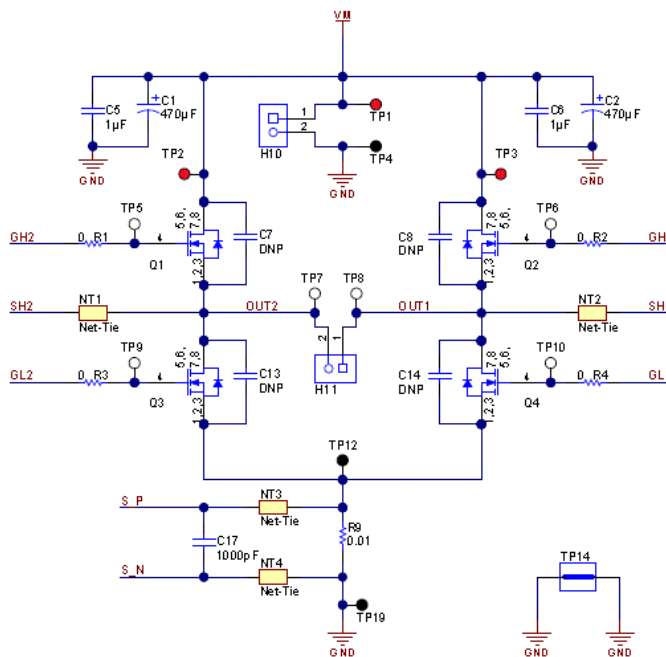 VM
C5
1µF
C1
470µF
GND
H10
1
2
TP1
TP4
GND
C6
1µF
C2
470µF
GND
TP2
TP3
TP5
GH2
0
R1
4
Q1
5,6,
7,8
1,2,3
C7
DNP
C8
DNP
5,6,
7,8
1,2,3
4
Q2
TP6
0
R2
GH
SH2
NT1
Net-Tie
OUT2
TP7
TP8
OUT1
NT2
Net-Tie
SH
2
1
H11
TP9
GL2
0
R3
4
Q3
5,6,
7,8
1,2,3
C13
DNP
C14
DNP
5,6,
7,8
1,2,3
4
Q4
TP10
0
R4
GL
TP12
S_P
NT3
Net-Tie
C17
1000pF
R9
0.01
S_N
NT4
Net-Tie
TP19
GND
TP14
GND
GND